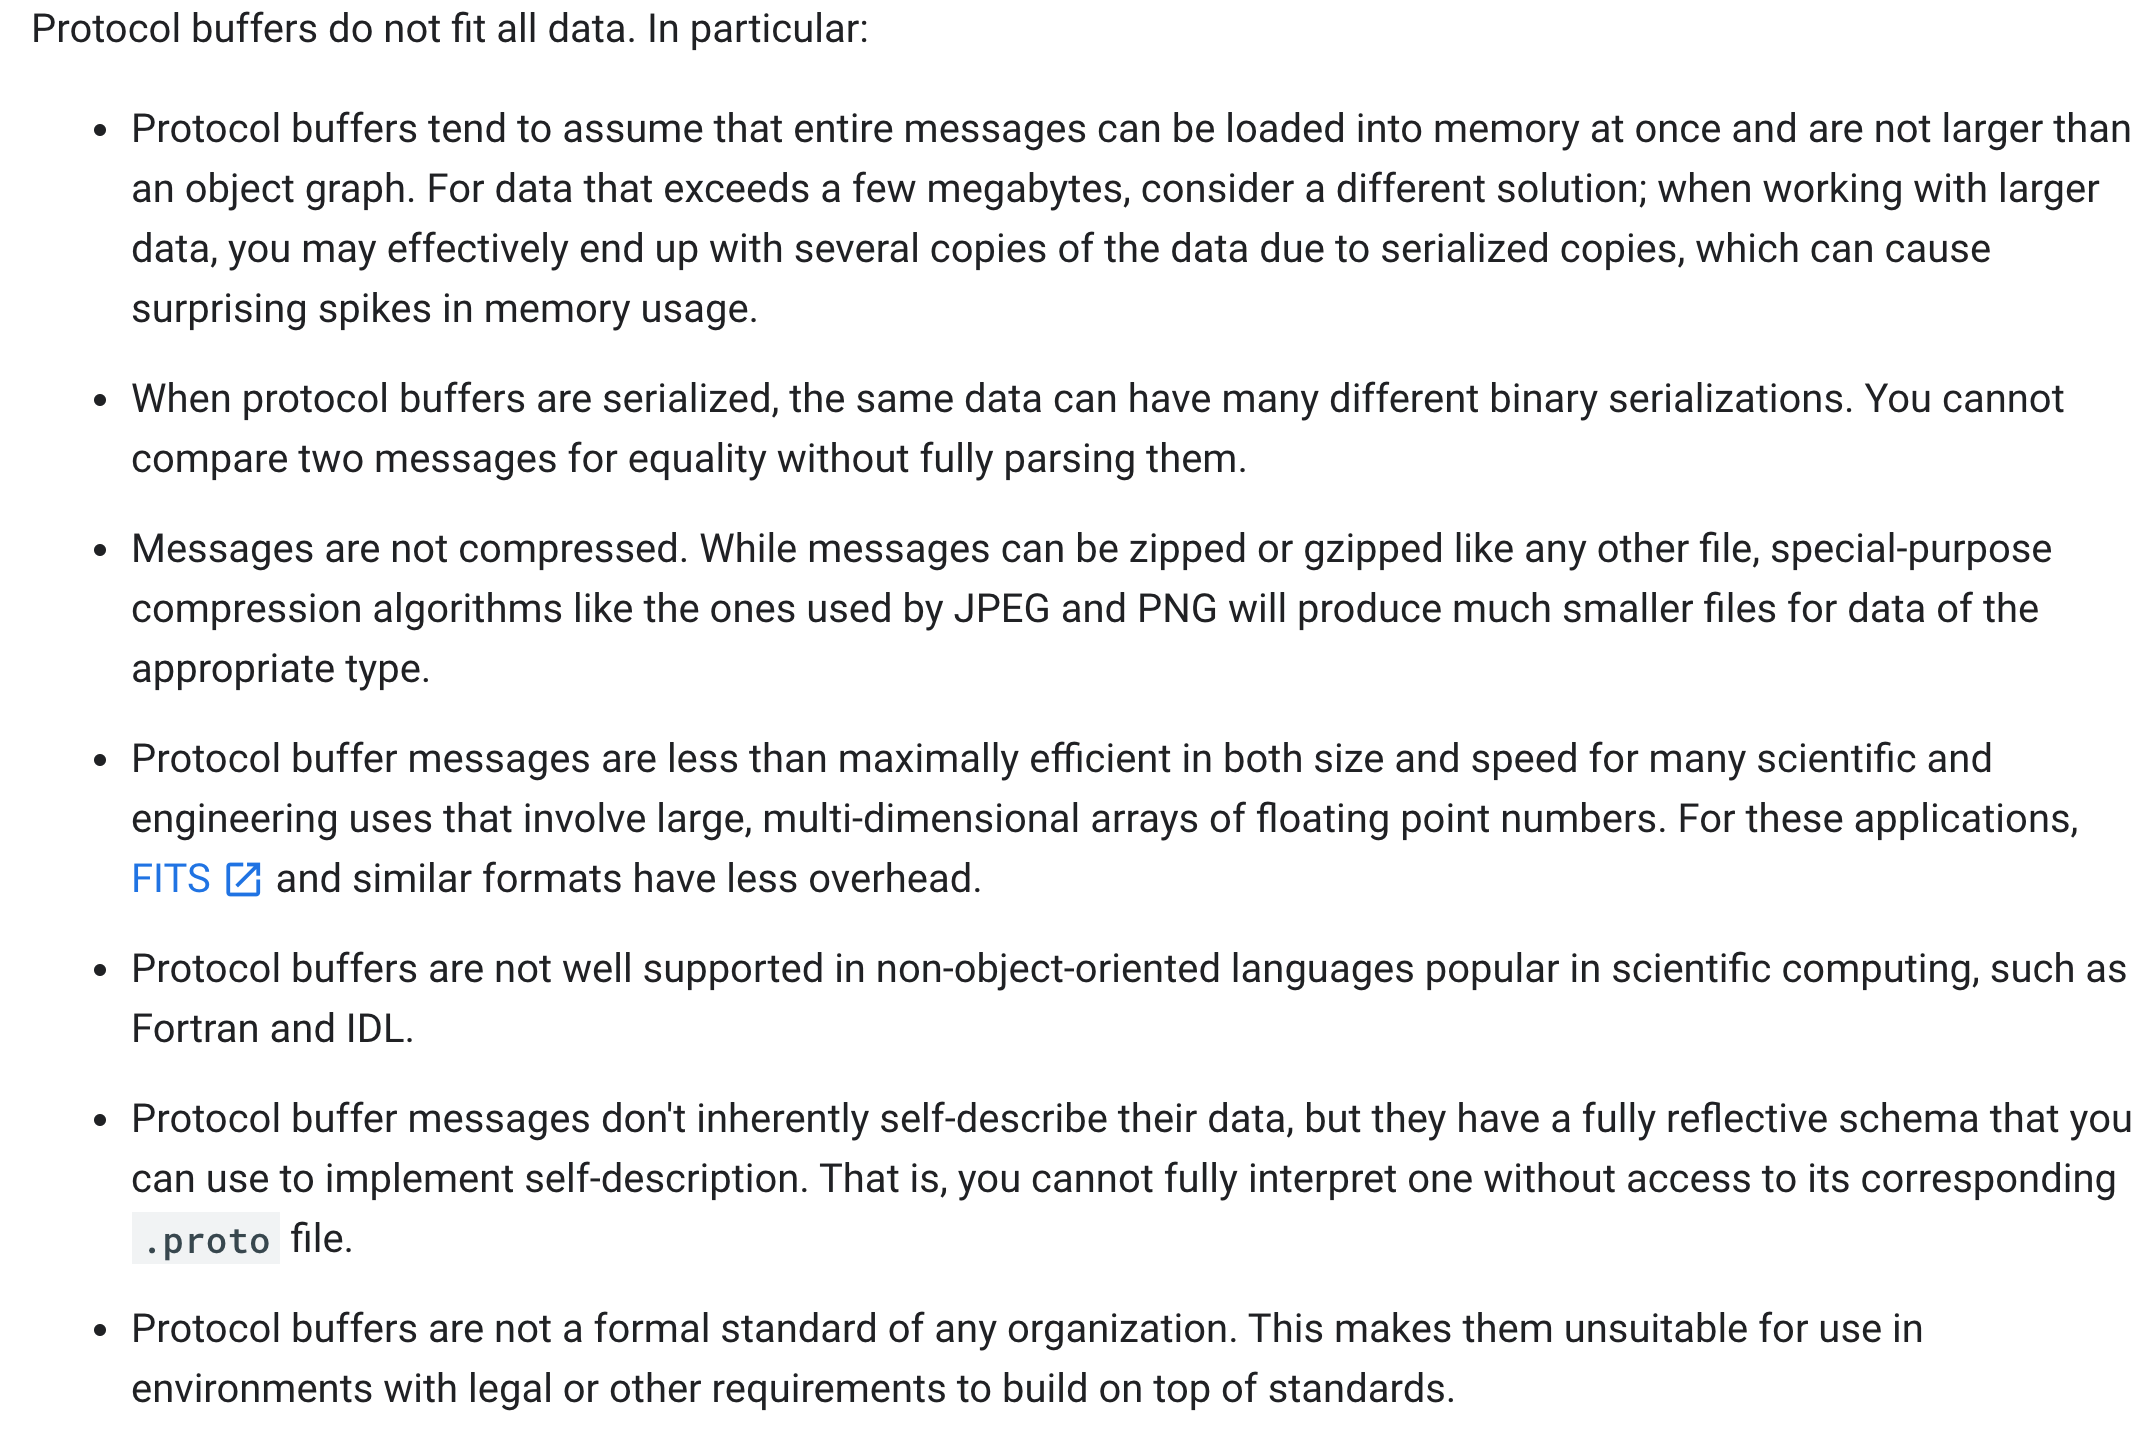 Protocol buffers do not fit all data. In particular:
• Protocol buffers tend to assume that entire messages can be loaded into memory at once and are not larger than
an object graph. For data that exceeds a few megabytes, consider a different solution; when working with larger
data, you may effectively end up with several copies of the data due to serialized copies, which can cause
surprising spikes in memory usage.
• When protocol buffers are serialized, the same data can have many different binary serializations. You cannot
compare two messages for equality without fully parsing them.
• Messages are not compressed. While messages can be zipped or gzipped like any other file, special-purpose
compression algorithms like the ones used by JPEG and PNG will produce much smaller files for data of the
appropriate type.
• Protocol buffer messages are less than maximally efficient in both size and speed for many scientific and
engineering uses that involve large, multi-dimensional arrays of floating point numbers. For these applications,
FITS and similar formats have less overhead.
• Protocol buffers are not well supported in non-object-oriented languages popular in scientific computing, such as
Fortran and IDL.
• Protocol buffer messages don't inherently self-describe their data, but they have a fully reflective schema that you
can use to implement self-description. That is, you cannot fully interpret one without access to its corresponding
.proto file.
• Protocol buffers are not a formal standard of any organization. This makes them unsuitable for use in
environments with legal or other requirements to build on top of standards.